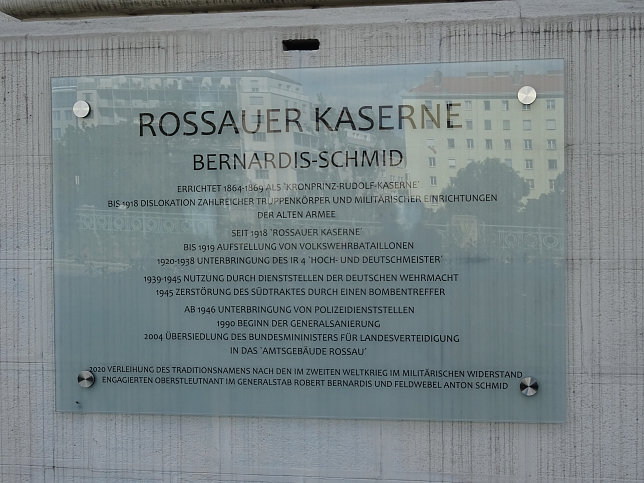 ROSSAUER KASERNE
BERNARDIS-SCHMID
ERRICHTET 1864-1869 ALS 'KRONPRINZ-RUDOLF-KASERNE'
BIS 1918 DISLOKATION ZAHLREICHER TRUPPENKÖRPER UND MILITÄRISCHER EINRICHTUNGEN
DER ALTEN ARMEE
SEIT 1918 'ROSSAUER KASERNE'
BIS 1919 AUFSTELLUNG VON VOLKSWEHRBATAILLONEN
1920-1938 UNTERBRINGUNG DES IR 4 'HOCH- UND DEUTSCHMEISTER'
1939-1945 NUTZUNG DURCH DIENSTSTELLEN DER DEUTSCHEN WEHRMACHT
1945 ZERSTÖRUNG DES SÜDTRAKTES DURCH EINEN BOMBENTREFFER
AB 1946 UNTERBRINGUNG VON POLIZEIDIENSTSTELLEN
1990 BEGINN DER GENERALSANIERUNG
2004 ÜBERSIEDLUNG DES BUNDESMININISTERS FÜR LANDESVERTEIDIGUNG
IN DAS 'AMTSGEBÄUDE ROSSAU'
2020 VERLEIHUNG DES TRADITIONSNAMENS NACH DEN IM ZWEITEN WELTKRIEG IM MILITÄRISCHEN WIDERSTAND
ENGAGIERTEN OBERSTLEUTNANT IM GENERALSTAB ROBERT BERNARDIS UND FELDWEBEL ANTON SCHMID